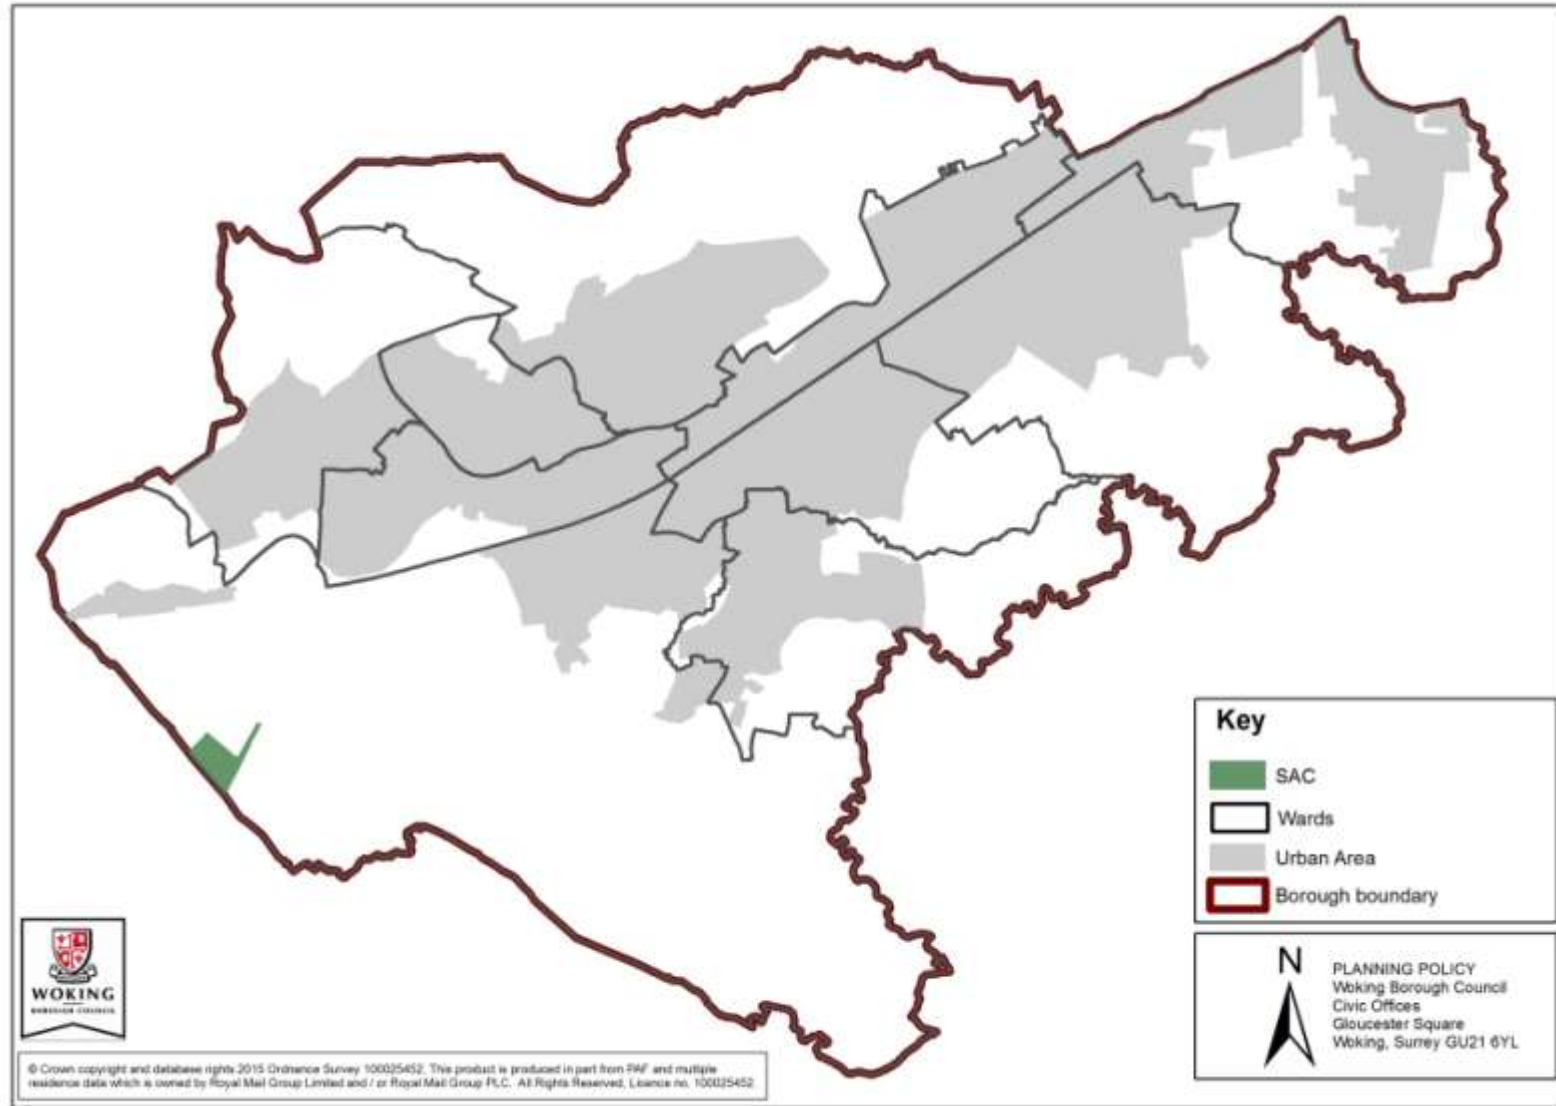 Key
SAC
Wards
Urban Area
Borough boundary
N
PLANNING POLICY
Woking Borough Council
Civic Offices
Gloucester Square
Woking, Surrey GU21 6YL
WOKING
BOROUGH COUNCIL
© Crown copyright and database rights 2015 Ordnance Survey 100025452. This product is produced in part from PAF and multiple
residence data which is owned by Royal Mail Group Limited and / or Royal Mail Group PLC. All Rights Reserved, Licence no. 100025452